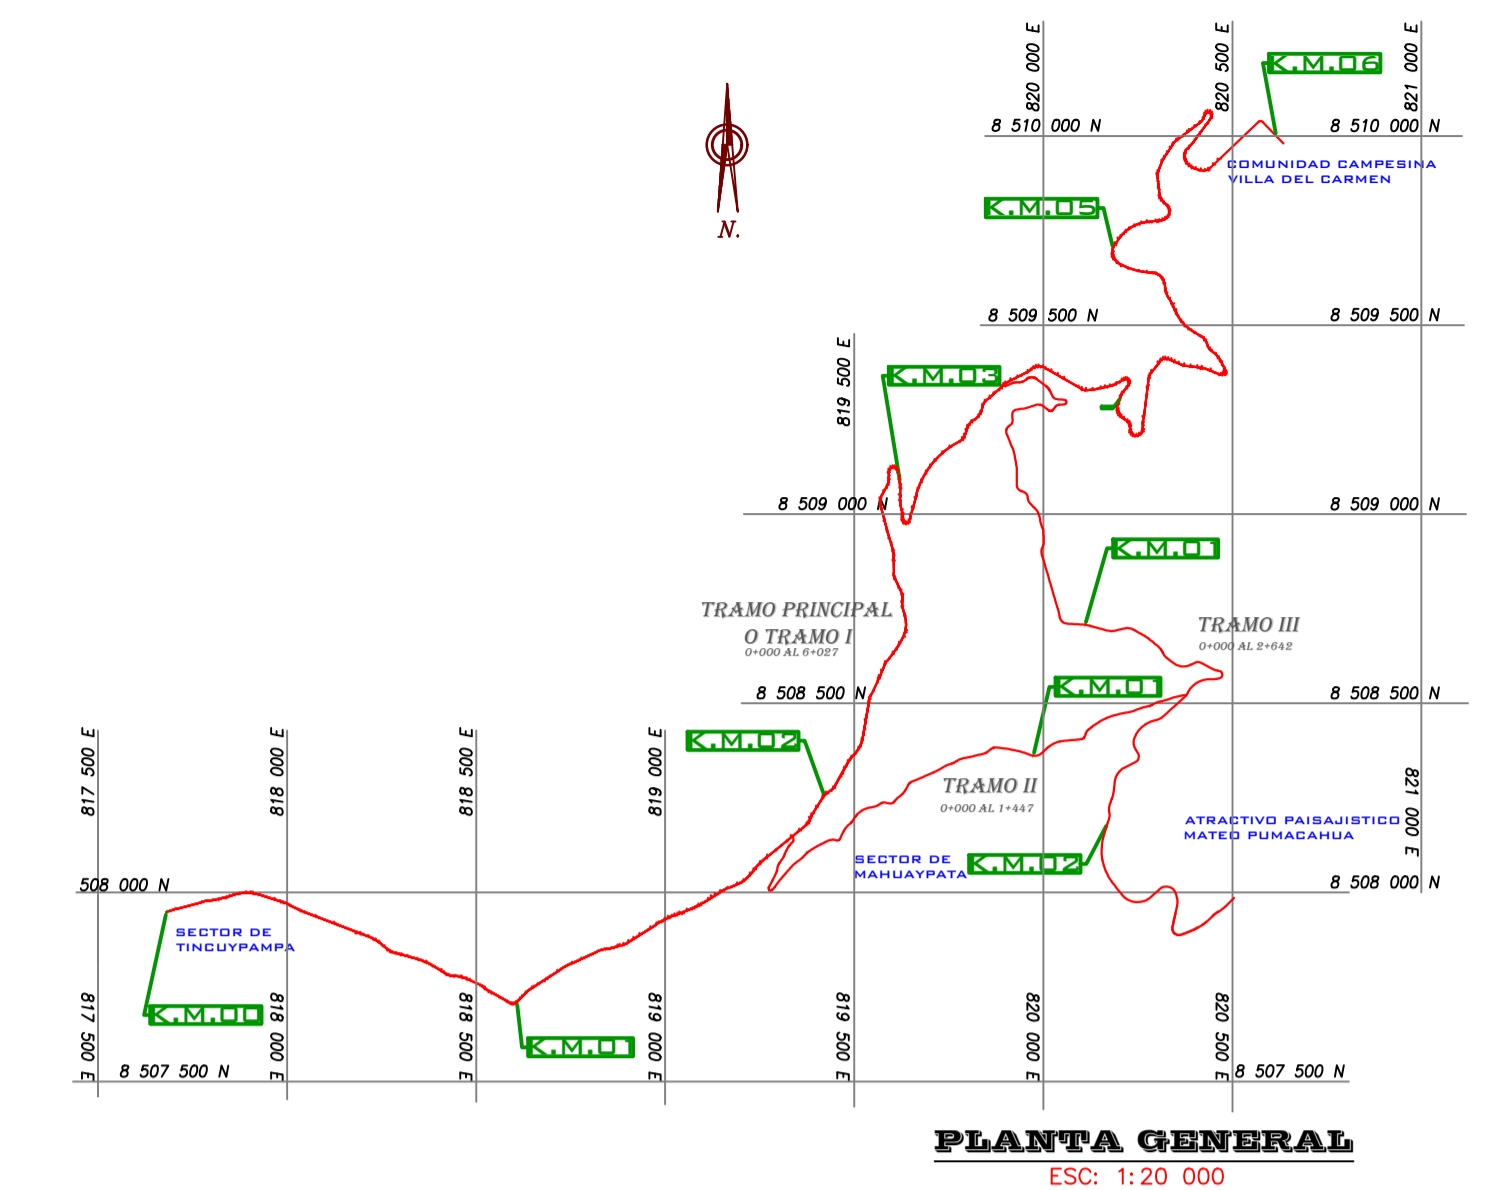 820 000 E
820 500 E
821 000 E
K.M.06
8 510 000 N
8 510 000 N
COMUNIDAD CAMPESINA
VILLA DEL CARMEN
K.M.05
N.
8 509 500 N
8 509 500 N
819 500 E
K.M.03
8 509 000 N
8 509 000 N
K.M.01
TRAMO PRINCIPAL
O TRAMO I
0+000 AL 6+027
TRAMO III
0+000 AL 2+642
K.M.01
8 508 500 N
8 508 500 N
K.M.02
817 500 E
818 000 E
818 500 E
819 000 E
TRAMO II
0+000 AL 1+447
821 000 E
ATRACTIVO PAISAJISTICO
MATEO PUMACAHUA
SECTOR DE
MAHUAYPATA
K.M.02
508 000 N
8 508 000 N
SECTOR DE
TINCUYPAMPA
K.M.00
K.M.01
817 500 E
818 000 E
818 500 E
819 000 E
819 500 E
820 000 E
820 500 E
8 507 500 N
8 507 500 N
PLANTA GENERAL
ESC: 1:20 000